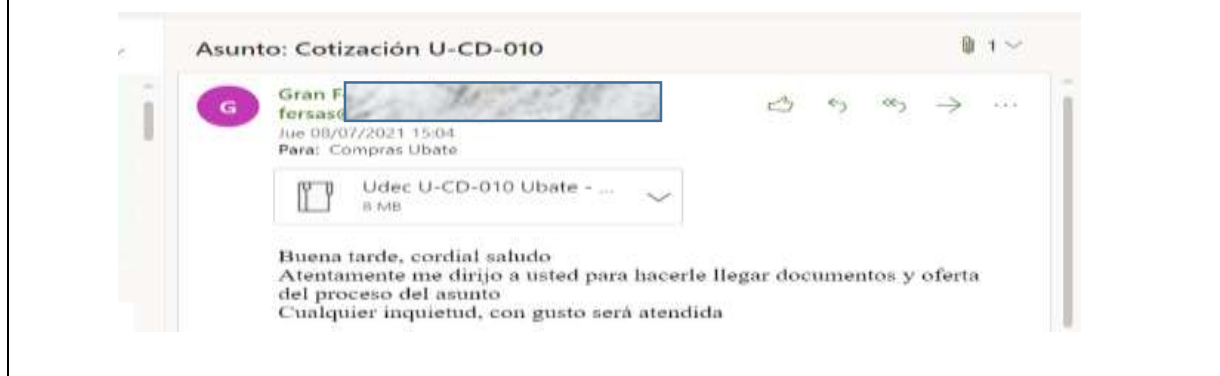 Asunto: Cotización U-CD-010
1
G
Gran F
fersas@
Jue 08/07/2021 15:04
Para: Compras Ubate
Udec U-CD-010 Ubate - ...
8 MB
Buena tarde, cordial saludo
Atentamente me dirijo a usted para hacerle llegar documentos y oferta
del proceso del asunto
Cualquier inquietud, con gusto será atendida